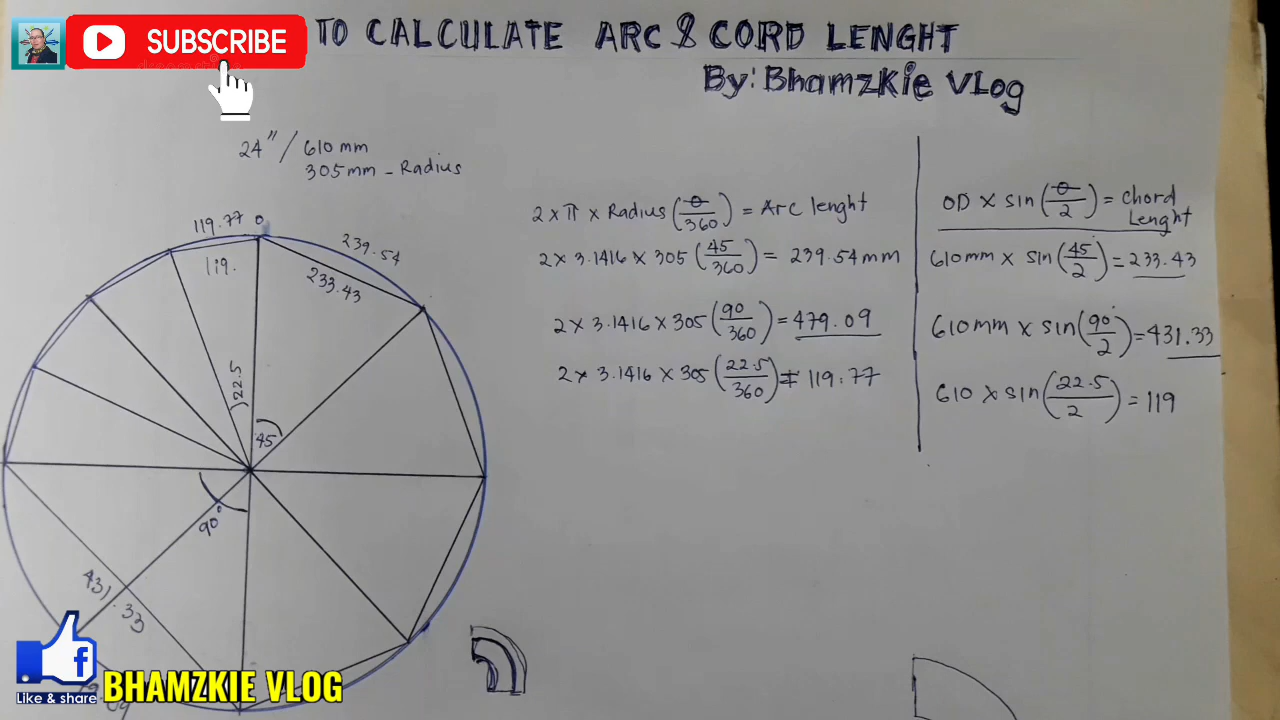 SUBSCRIBE
TO CALCULATE ARC & CORD LENGHT
By: Bhamzkie VLog
24" / 610 mm
305 mm - Radius
119.77 0
119.
239.54
233.43
22.5
45
90°
431.33
2 x π x Radius (θ/360) = Arc lenght
2 x 3.1416 x 305 (45/360) = 239.54 mm
2 x 3.1416 x 305 (90/360) = 479.09
2 x 3.1416 x 305 (22.5/360) = 119.77
OD x sin (θ/2) = Chord
Lenght
610mm x sin (45°/2) = 233.43
610mm x sin (90°/2) = 431.33
610 x sin (22.5/2) = 119
Like & share
BHAMZKIE VLOG